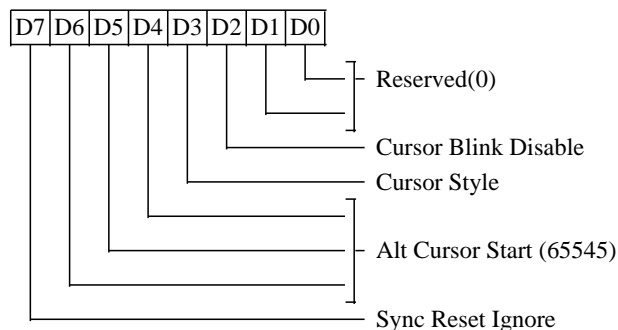 D7 D6 D5 D4 D3 D2 D1 D0
Reserved(0)
Cursor Blink Disable
Cursor Style
Alt Cursor Start (65545)
Sync Reset Ignore